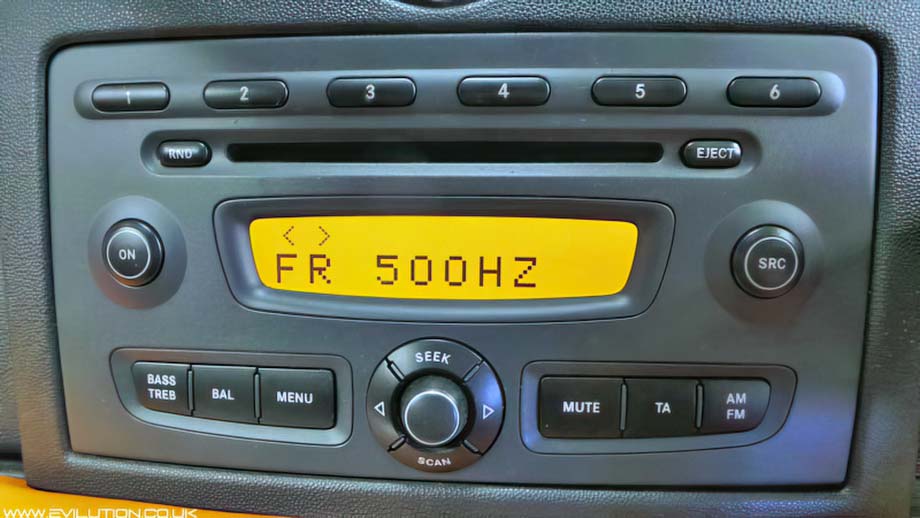 1 2 3 4 5 6
RND EJECT
< >
FR 500HZ
ON
SRC
BASS
TREB
BAL
MENU
SEEK
SCAN
MUTE
TA
AM
FM
WWW.EVILUTION.CO.UK